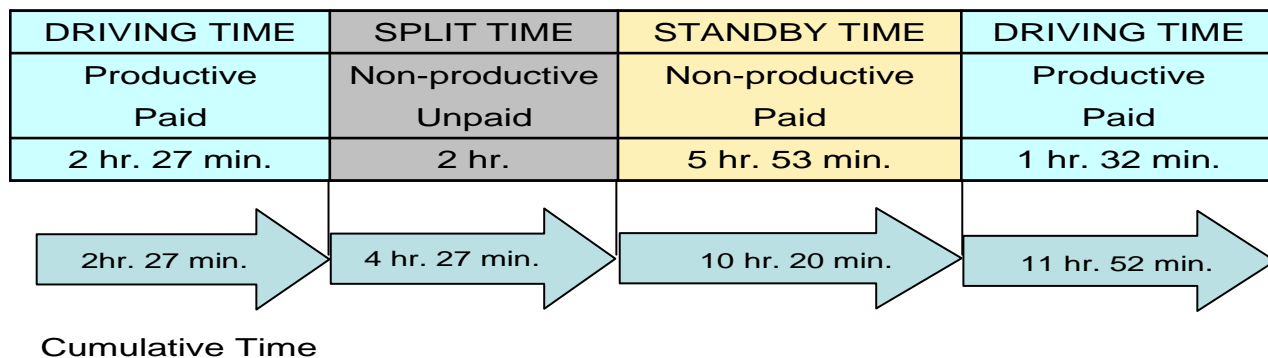 DRIVING TIME SPLIT TIME STANDBY TIME DRIVING TIME
Productive Non-productive Non-productive Productive
Paid Unpaid Paid Paid
2 hr. 27 min. 2 hr. 5 hr. 53 min. 1 hr. 32 min.
2hr. 27 min. 4 hr. 27 min. 10 hr. 20 min. 11 hr. 52 min.
Cumulative Time